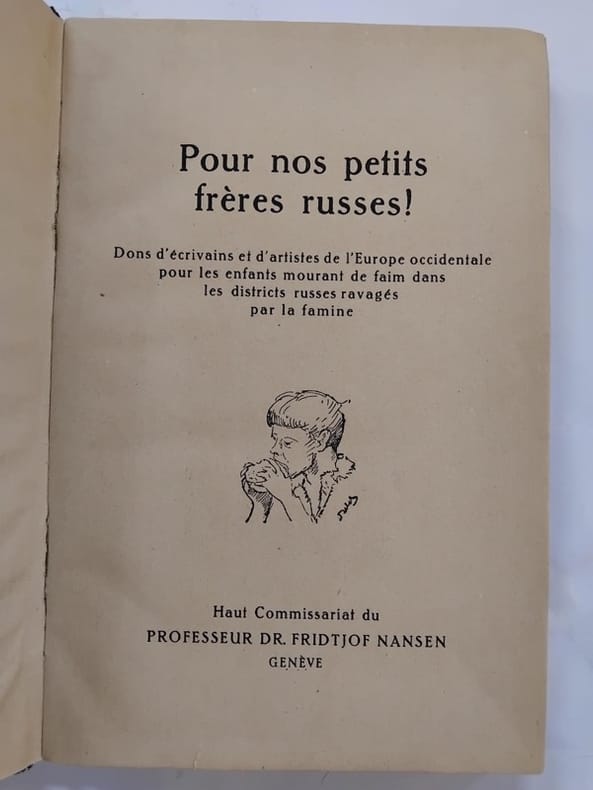 Pour nos petits
frères russes!
Dons d'écrivains et d'artistes de l'Europe occidentale
pour les enfants mourant de faim dans
les districts russes ravagés
par la famine
Haut Commissariat du
PROFESSEUR DR. FRIDTJOF NANSEN
GENÈVE